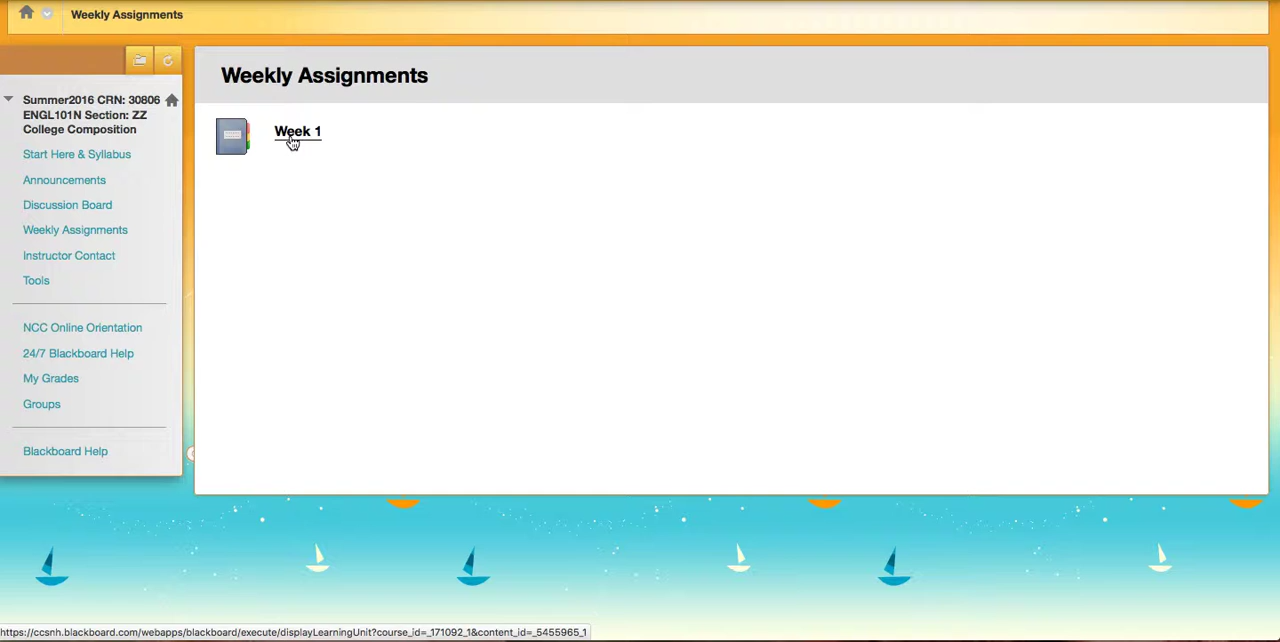 Weekly Assignments
Summer2016 CRN: 30806
ENGL101N Section: ZZ
College Composition
Start Here & Syllabus
Announcements
Discussion Board
Weekly Assignments
Instructor Contact
Tools
NCC Online Orientation
24/7 Blackboard Help
My Grades
Groups
Blackboard Help
Weekly Assignments
Week 1
https://ccsnh.blackboard.com/webapps/blackboard/execute/displayLearningUnit?course_id=_171092_1&content_id=_5455965_1